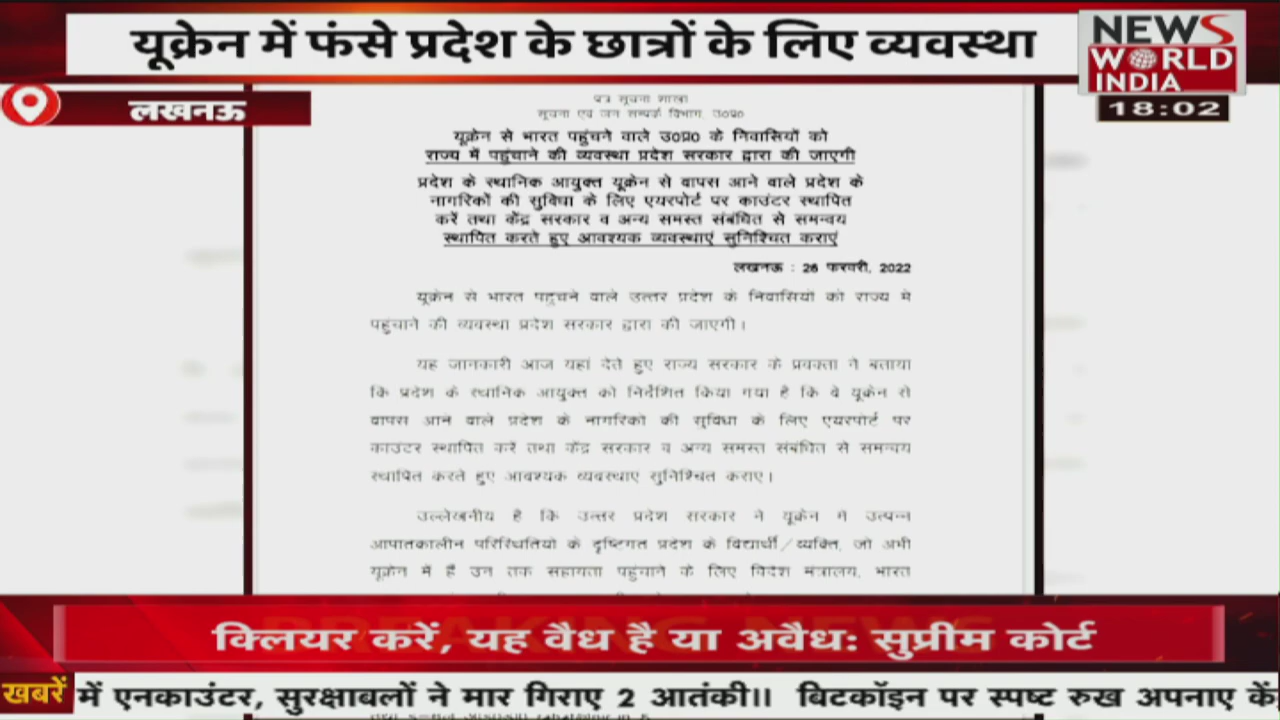 यूक्रेन में फंसे प्रदेश के छात्रों के लिए व्यवस्था
NEWS
WORLD
INDIA
18:02
लखनऊ
पत्र सूचना शाखा
सूचना एवं जन सम्पर्क विभाग, उ०प्र०
यूक्रेन से भारत पहुंचने वाले उ०प्र० के निवासियों को
राज्य में पहुंचाने की व्यवस्था प्रदेश सरकार द्वारा की जाएगी
प्रदेश के स्थानिक आयुक्त यूक्रेन से वापस आने वाले प्रदेश के
नागरिकों की सुविधा के लिए एयरपोर्ट पर काउंटर स्थापित
करें तथा केंद्र सरकार व अन्य समस्त संबंधित से समन्वय
स्थापित करते हुए आवश्यक व्यवस्थाएं सुनिश्चित कराएं
लखनऊ : 26 फरवरी, 2022
यूक्रेन से भारत पहुंचने वाले उत्तर प्रदेश के निवासियों को राज्य में
पहुंचाने की व्यवस्था प्रदेश सरकार द्वारा की जाएगी।
यह जानकारी आज यहां देते हुए राज्य सरकार के प्रवक्ता ने बताया
कि प्रदेश के स्थानिक आयुक्त को निर्देशित किया गया है कि वे यूक्रेन से
वापस आने वाले प्रदेश के नागरिकों की सुविधा के लिए एयरपोर्ट पर
काउंटर स्थापित करें तथा केंद्र सरकार व अन्य समस्त संबंधित से समन्वय
स्थापित करते हुए आवश्यक व्यवस्थाएं सुनिश्चित कराएं।
उल्लेखनीय है कि उत्तर प्रदेश सरकार ने यूक्रेन में उत्पन्न
आपातकालीन परिस्थितियों के दृष्टिगत प्रदेश के विद्यार्थी/व्यक्ति, जो अभी
यूक्रेन में हैं उन तक सहायता पहुंचाने के लिए विदेश मंत्रालय, भारत
क्लियर करें, यह वैध है या अवैध: सुप्रीम कोर्ट
खबरें में एनकाउंटर, सुरक्षाबलों ने मार गिराए 2 आतंकी॥ बिटकॉइन पर स्पष्ट रुख अपनाए